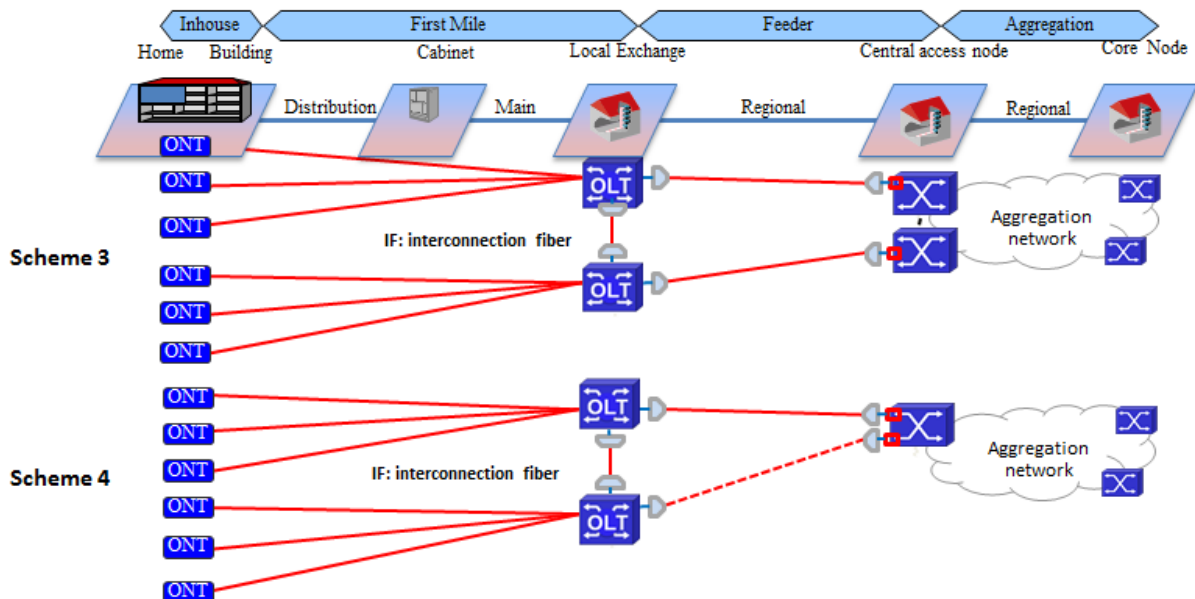 Inhouse First Mile Feeder Aggregation
Home Building Cabinet Local Exchange Central access node Core Node
Distribution Main Regional Regional
ONT
ONT
ONT
OLT
Aggregation
network
IF: interconnection fiber
Scheme 3
ONT
ONT
ONT
OLT
ONT
ONT
ONT
OLT
Aggregation
network
IF: interconnection fiber
Scheme 4
ONT
ONT
ONT
OLT